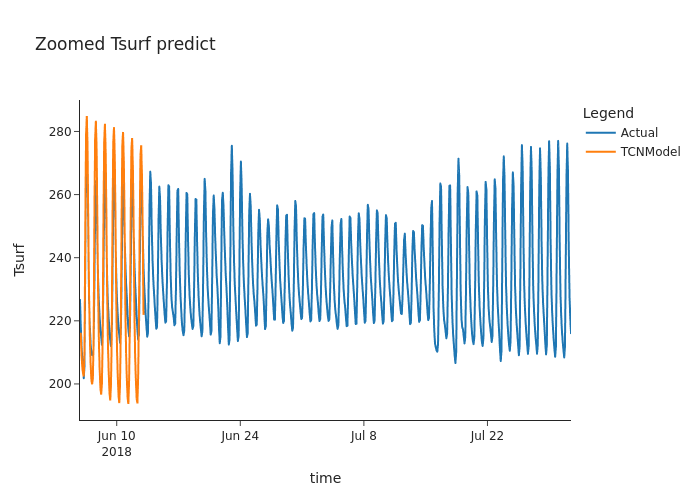 Zoomed Tsurf predict
Legend
Actual
TCNModel
280
260
240
220
200
Tsurf
Jun 10
2018
Jun 24
Jul 8
Jul 22
time